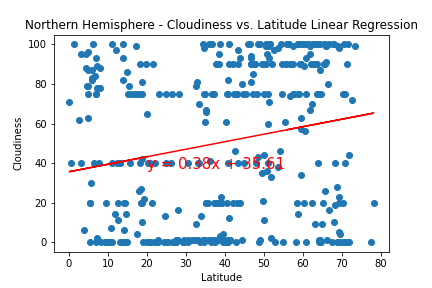 Northern Hemisphere - Cloudiness vs. Latitude Linear Regression
100
80
60
40
20
0
Cloudiness
y = 0.38x + 35.61
0 10 20 30 40 50 60 70 80
Latitude